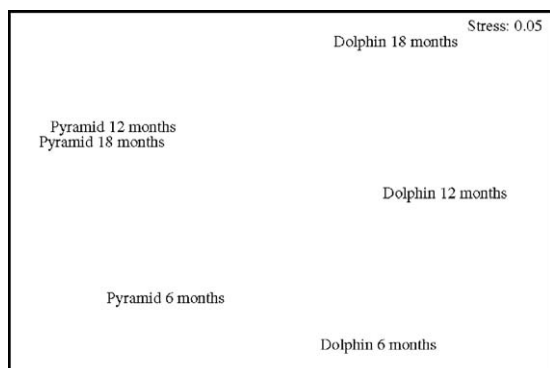 Stress: 0.05
Dolphin 18 months
Pyramid 12 months
Pyramid 18 months
Dolphin 12 months
Pyramid 6 months
Dolphin 6 months